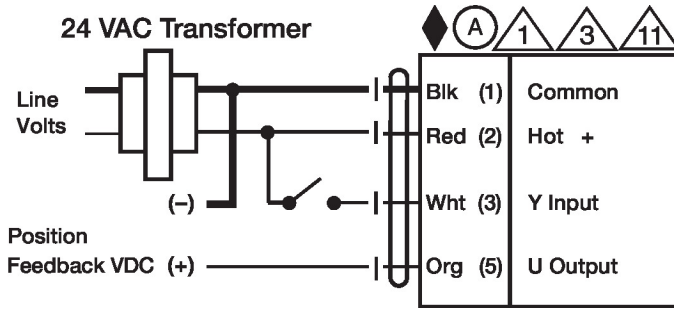 24 VAC Transformer
A 1 3 11
Line
Volts
Blk (1) Common
Red (2) Hot +
(–) Wht (3) Y Input
Position
Feedback VDC (+) Org (5) U Output